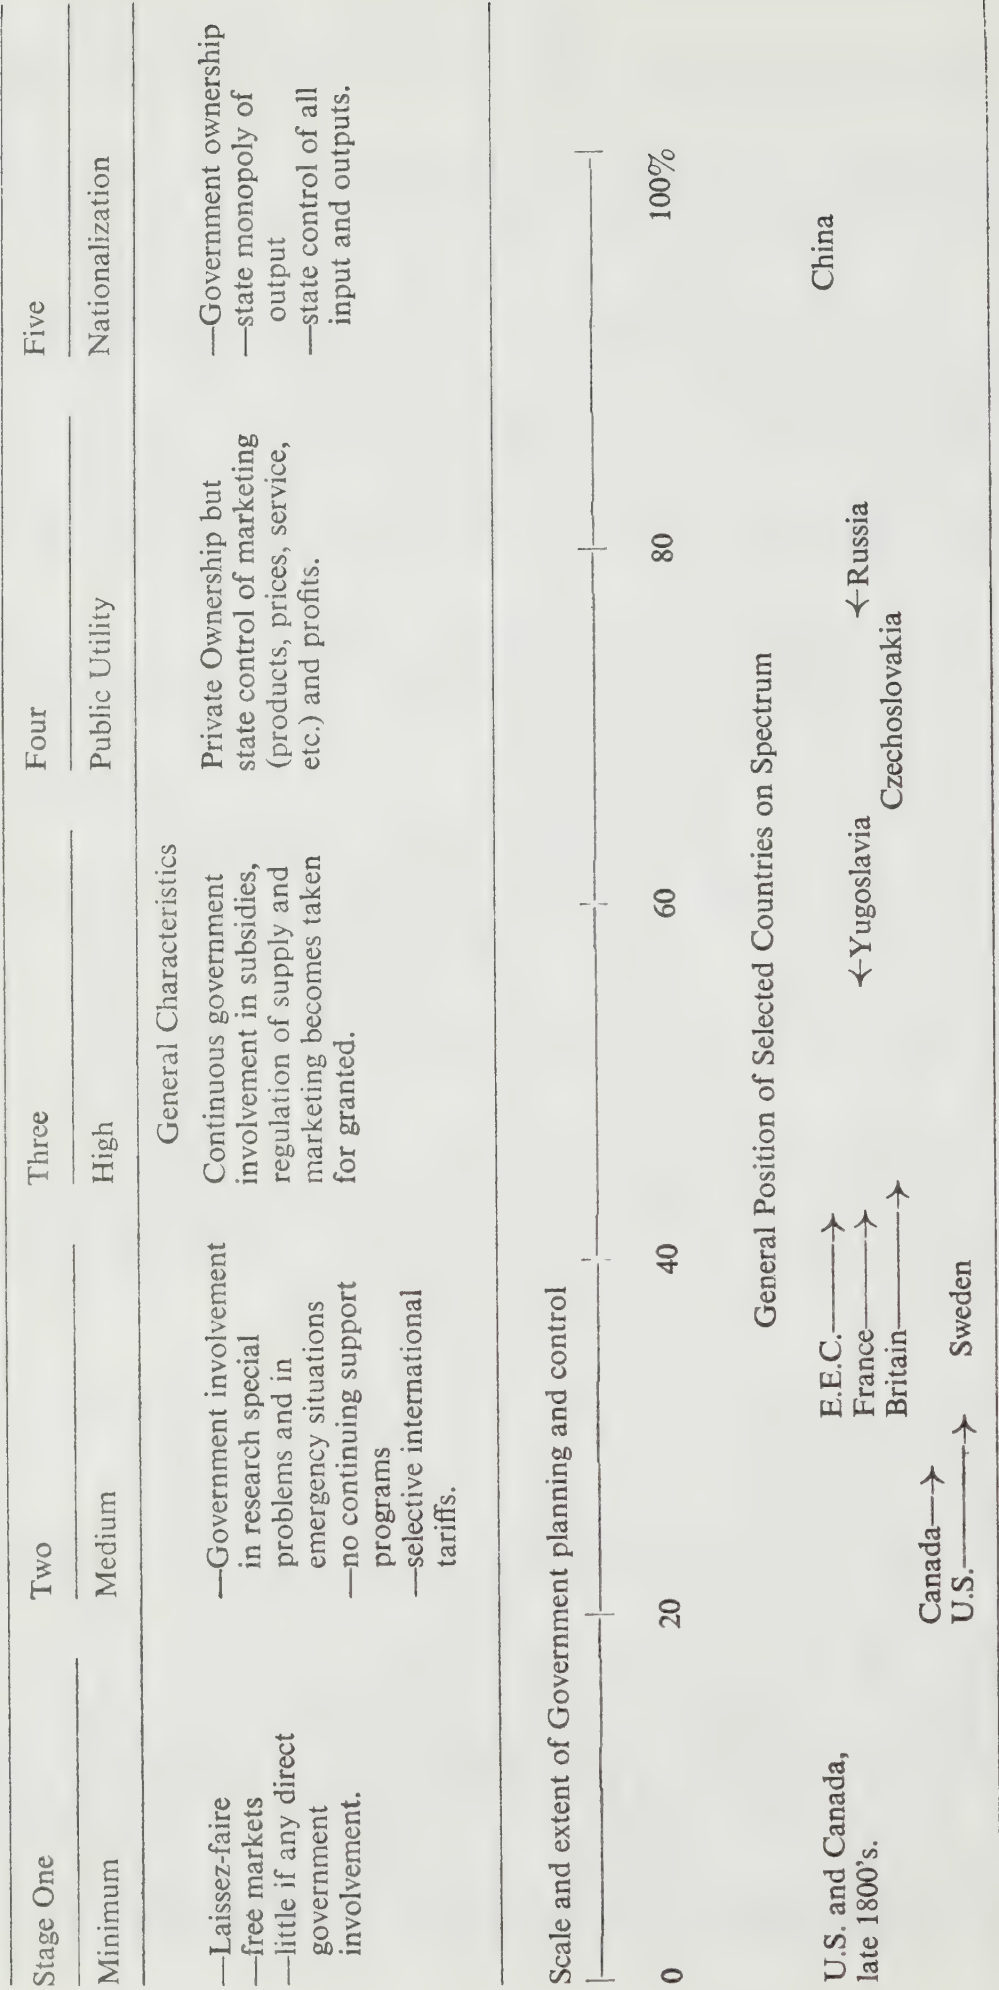 Stage One
Two
Three
Four
Five
Minimum
Medium
High
Public Utility
Nationalization
General Characteristics
—Laissez-faire
—free markets
—little if any direct
government
involvement.
—Government involvement
in research special
problems and in
emergency situations
—no continuing support
programs
—selective international
tariffs.
Continuous government
involvement in subsidies,
regulation of supply and
marketing becomes taken
for granted.
Private Ownership but
state control of marketing
(products, prices, service,
etc.) and profits.
—Government ownership
—state monopoly of
output
—state control of all
input and outputs.
Scale and extent of Government planning and control
0
20
40
60
80
100%
General Position of Selected Countries on Spectrum
U.S. and Canada,
late 1800's.
Canada→
U.S.→
E.E.C.→
France→
Britain→
Sweden
←Yugoslavia
Czechoslovakia
←Russia
China